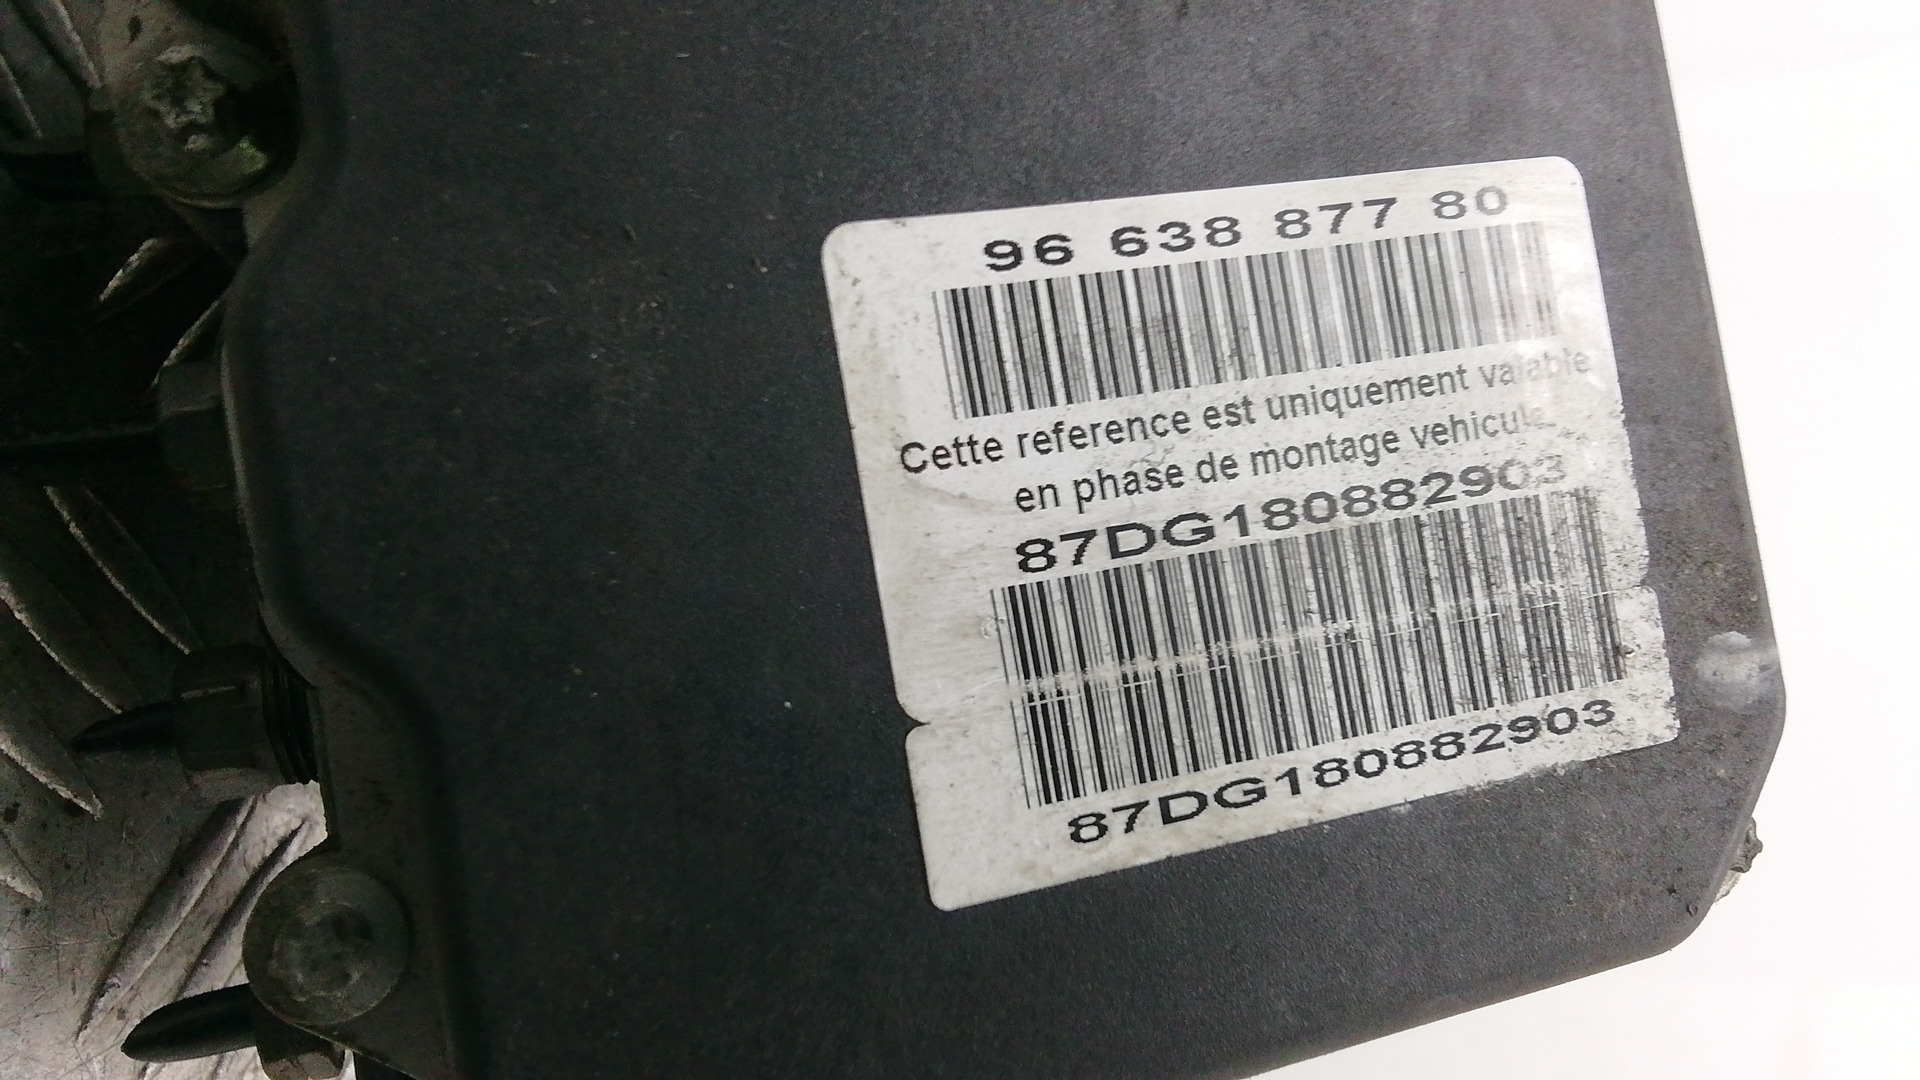 96 638 877 80
Cette reference est uniquement valable
en phase de montage vehicule
87DG180882903
87DG180882903